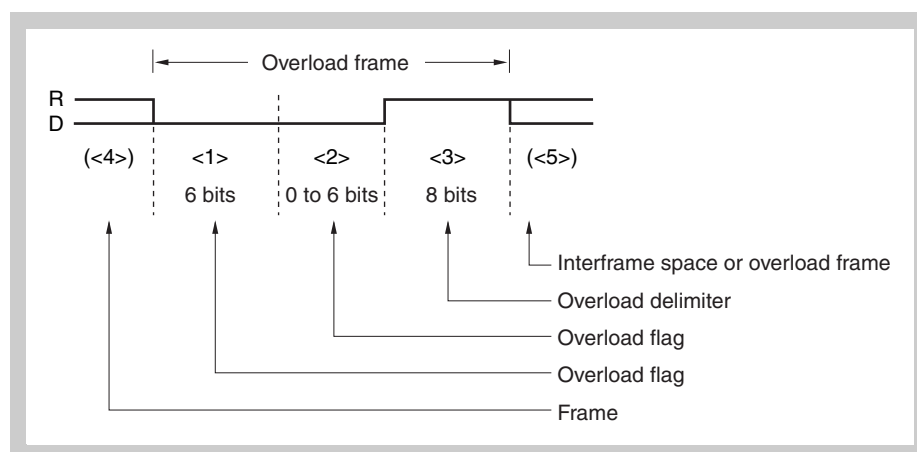 Overload frame
R
D
(<4>) <1> <2> <3> (<5>)
6 bits 0 to 6 bits 8 bits
Interframe space or overload frame
Overload delimiter
Overload flag
Overload flag
Frame